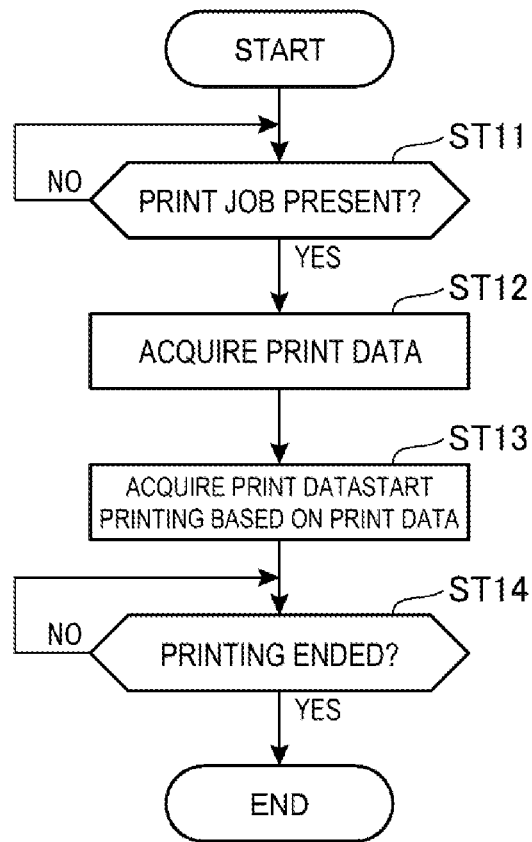 START
ST11
NO
PRINT JOB PRESENT?
YES
ST12
ACQUIRE PRINT DATA
ST13
ACQUIRE PRINT DATASTART
PRINTING BASED ON PRINT DATA
ST14
NO
PRINTING ENDED?
YES
END